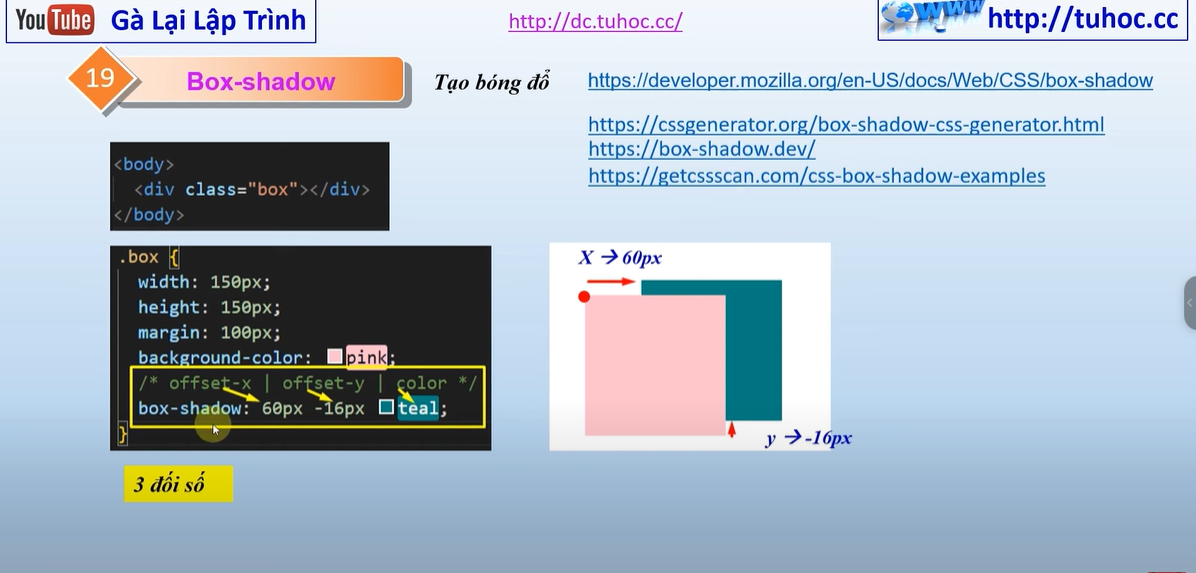 YouTube Gà Lại Lập Trình
http://dc.tuhoc.cc/
WWW http://tuhoc.cc
19 Box-shadow
Tạo bóng đổ
https://developer.mozilla.org/en-US/docs/Web/CSS/box-shadow
https://cssgenerator.org/box-shadow-css-generator.html
https://box-shadow.dev/
https://getcssscan.com/css-box-shadow-examples
<body>
<div class="box"></div>
</body>
.box {
width: 150px;
height: 150px;
margin: 100px;
background-color: pink;
/* offset-x | offset-y | color */
box-shadow: 60px -16px teal;
}
3 đối số
X → 60px
y → -16px